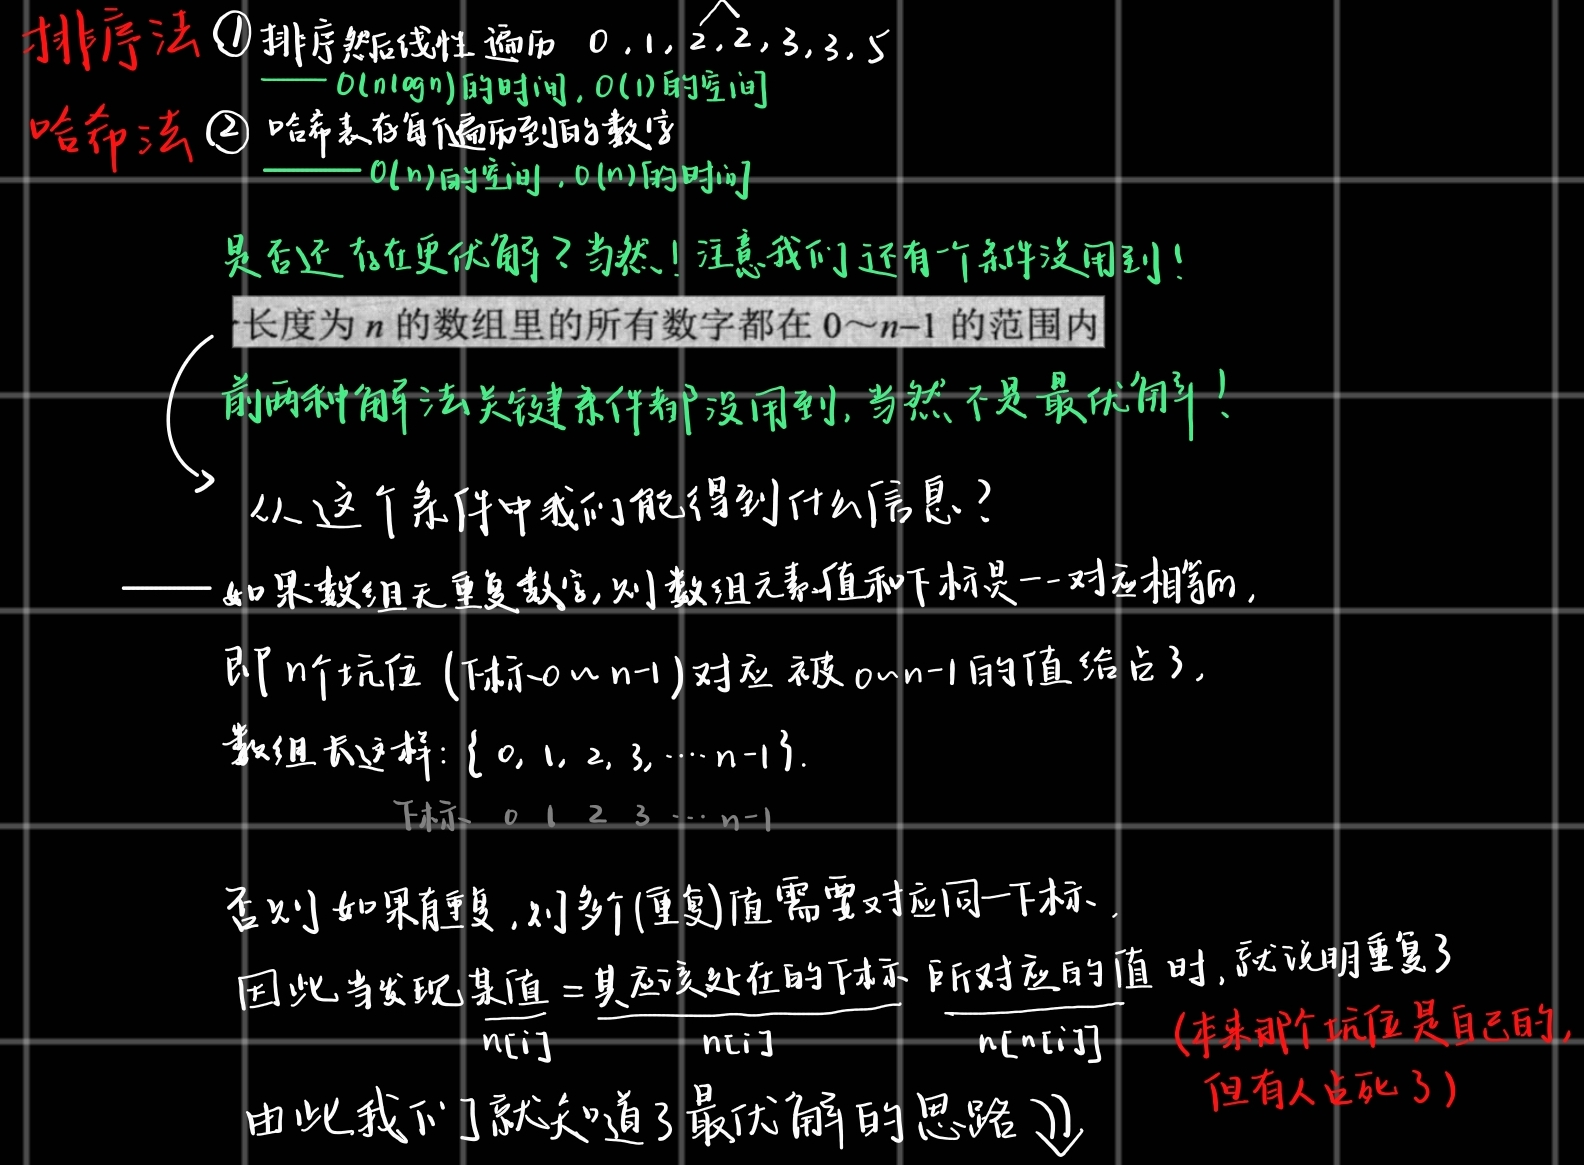 排序法 ① 排序然后线性遍历 0,1,2,2,3,3,5
—— O(nlogn)的时间,O(1)的空间
哈希法 ② 哈希表存每个遍历到的数字
—— O(n)的空间,O(n)的时间
是否还存在更优解?当然!注意我们还有一个条件没用到!
长度为 n 的数组里的所有数字都在 0~n-1 的范围内
前两种解法关键条件都没用到,当然不是最优解!
从这个条件中我们能得到什么信息?
—— 如果数组无重复数字,则数组元素值和下标是一一对应相等的,
即n个坑位(下标0~n-1)对应被0~n-1的值给占了,
数组长这样:{0,1,2,3,…n-1}.
下标 0 1 2 3 …n-1
否则如果有重复,则多个(重复)值需要对应同一下标.
因此当发现某值=其应该处在的下标所对应的值时,就说明重复了
n[i] n[i] n[n[i]]
(本来那个坑位是自己的,
但有人占死了)
由此我们就知道了最优解的思路